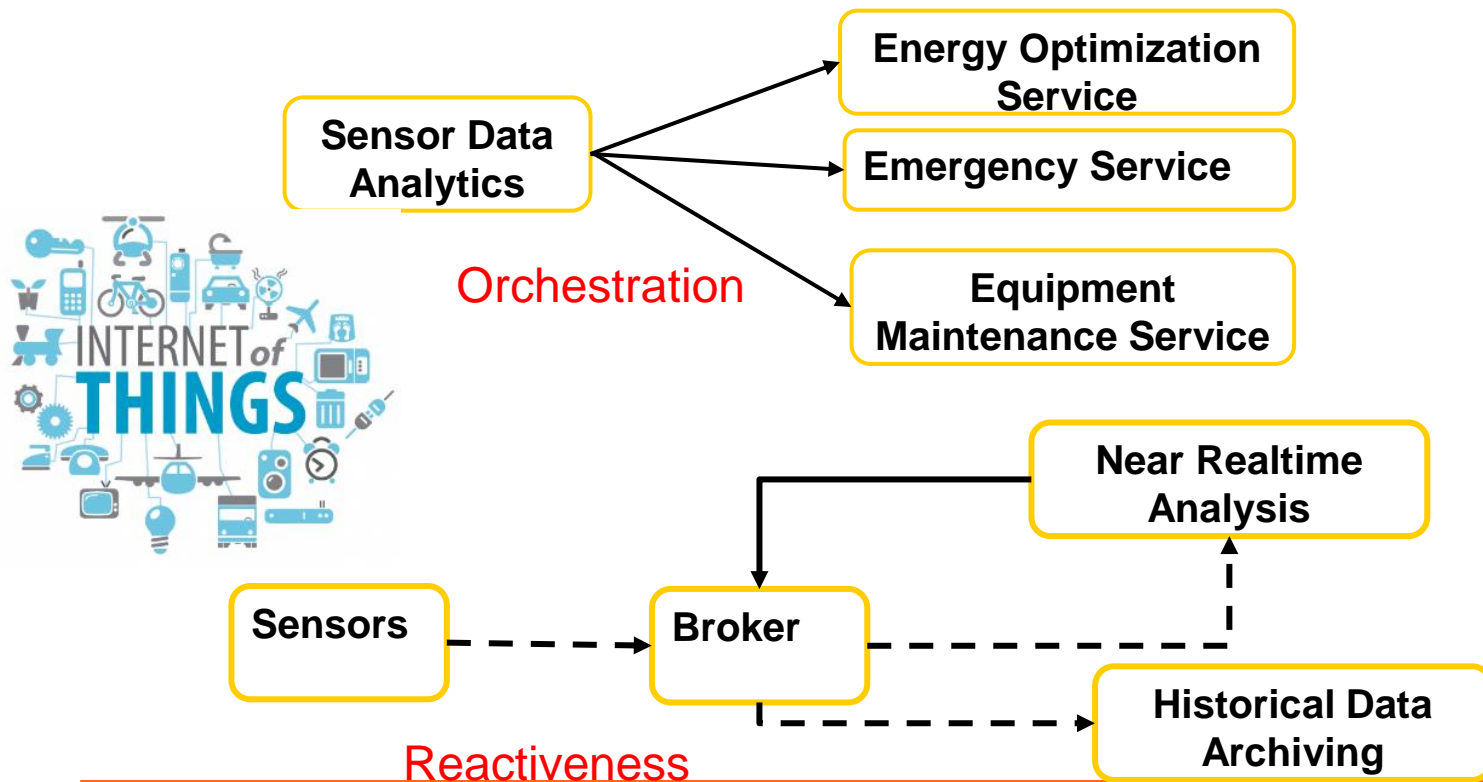 Energy Optimization
Service
Sensor Data
Analytics
Emergency Service
Orchestration
Equipment
Maintenance Service
INTERNET of
THINGS
Near Realtime
Analysis
Sensors
Broker
Historical Data
Archiving
Reactiveness